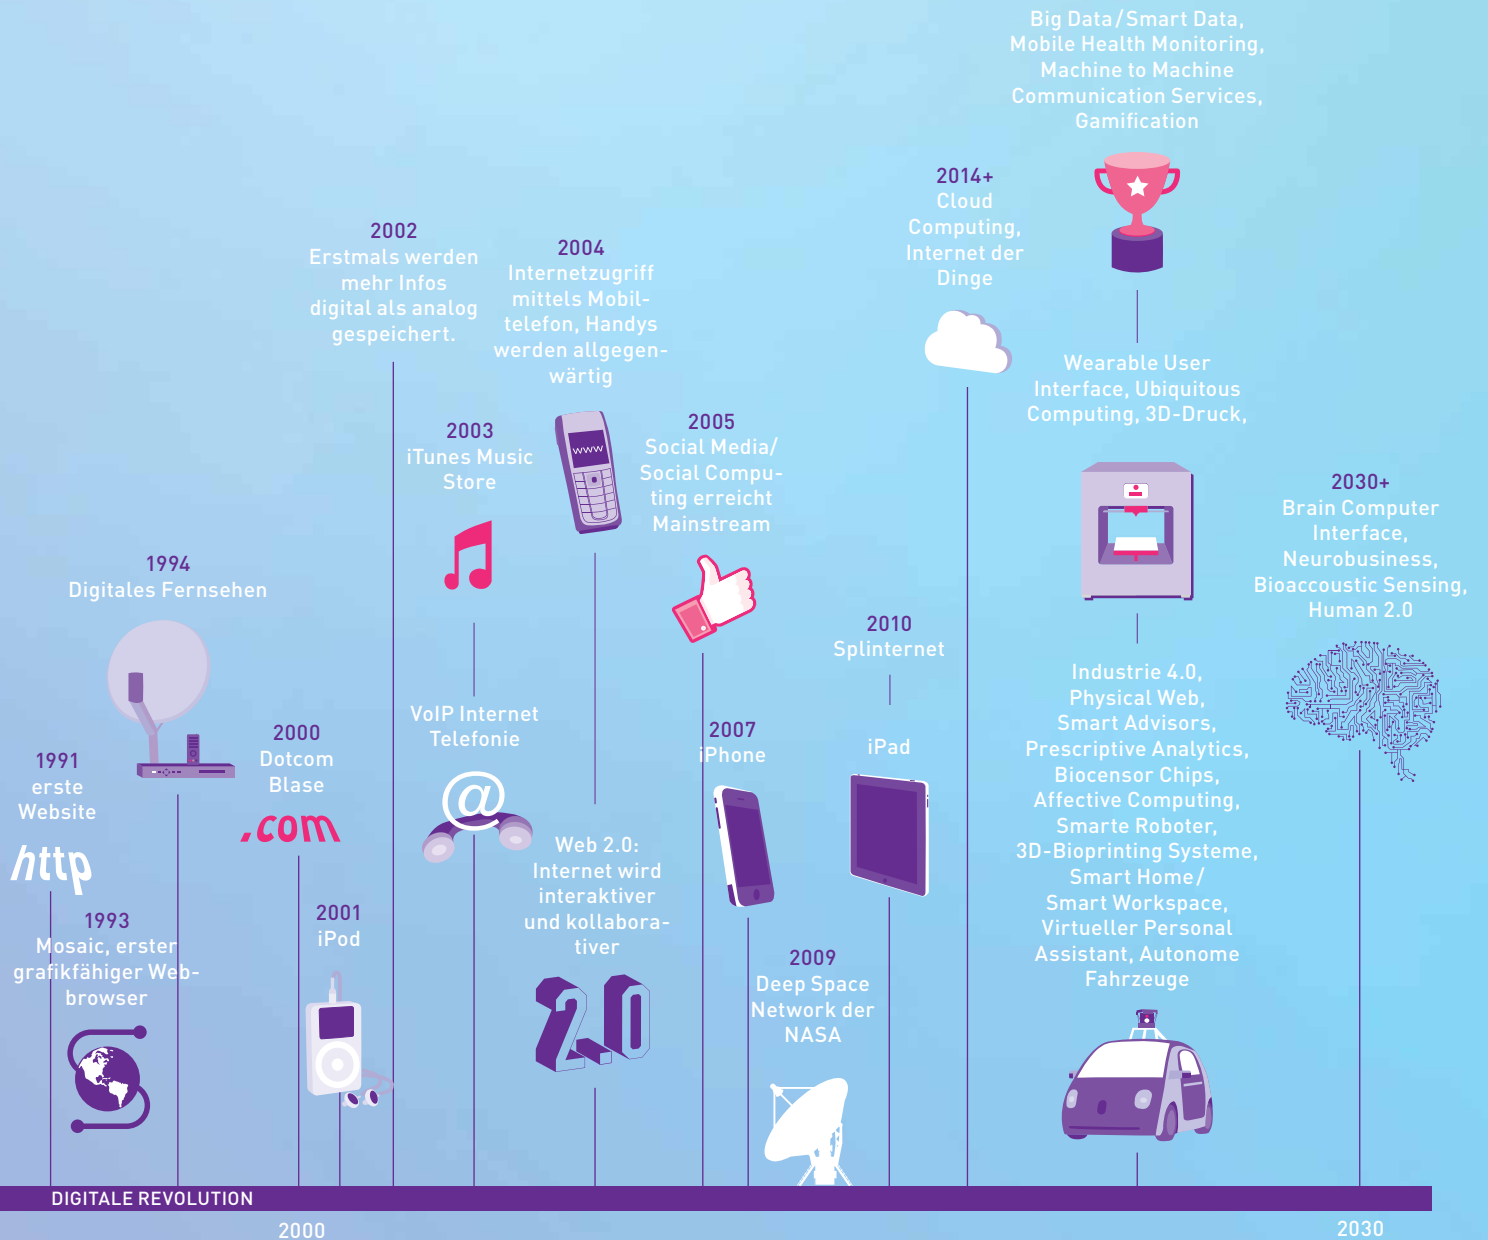 1991
erste
Website
http
1993
Mosaic, erster
grafikfähiger Web-
browser
1994
Digitales Fernsehen
2000
Dotcom
Blase
.com
2001
iPod
2002
Erstmals werden
mehr Infos
digital als analog
gespeichert.
2003
iTunes Music
Store
VoIP Internet
Telefonie
@
2004
Internetzugriff
mittels Mobil-
telefon, Handys
werden allgegen-
wärtig
www
Web 2.0:
Internet wird
interaktiver
und kollabora-
tiver
2.0
2005
Social Media/
Social Compu-
ting erreicht
Mainstream
2007
iPhone
2009
Deep Space
Network der
NASA
2010
Splinternet
iPad
2014+
Cloud
Computing,
Internet der
Dinge
Big Data/Smart Data,
Mobile Health Monitoring,
Machine to Machine
Communication Services,
Gamification
Wearable User
Interface, Ubiquitous
Computing, 3D-Druck,
Industrie 4.0,
Physical Web,
Smart Advisors,
Prescriptive Analytics,
Biocensor Chips,
Affective Computing,
Smarte Roboter,
3D-Bioprinting Systeme,
Smart Home/
Smart Workspace,
Virtueller Personal
Assistant, Autonome
Fahrzeuge
2030+
Brain Computer
Interface,
Neurobusiness,
Bioaccoustic Sensing,
Human 2.0
DIGITALE REVOLUTION
2000
2030